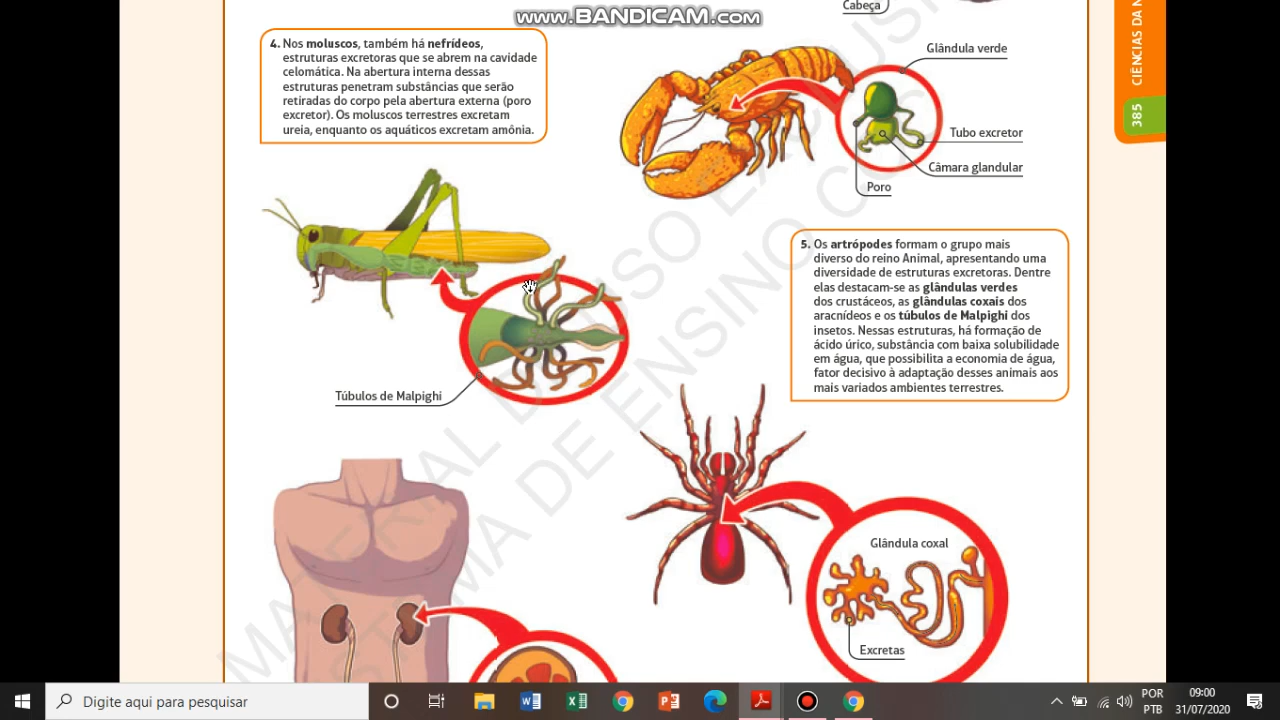 www.BANDICAM.com
Cabeça
4. Nos moluscos, também há nefrídeos,
estruturas excretoras que se abrem na cavidade
celomática. Na abertura interna dessas
estruturas penetram substâncias que serão
retiradas do corpo pela abertura externa (poro
excretor). Os moluscos terrestres excretam
ureia, enquanto os aquáticos excretam amônia.
Glândula verde
Tubo excretor
Câmara glandular
Poro
CIÊNCIAS DA N
385
5. Os artrópodes formam o grupo mais
diverso do reino Animal, apresentando uma
diversidade de estruturas excretoras. Dentre
elas destacam-se as glândulas verdes
dos crustáceos, as glândulas coxais dos
aracnídeos e os túbulos de Malpighi dos
insetos. Nessas estruturas, há formação de
ácido úrico, substância com baixa solubilidade
em água, que possibilita a economia de água,
fator decisivo à adaptação desses animais aos
mais variados ambientes terrestres.
Túbulos de Malpighi
Glândula coxal
Excretas
Digite aqui para pesquisar
POR
PTB
09:00
31/07/2020